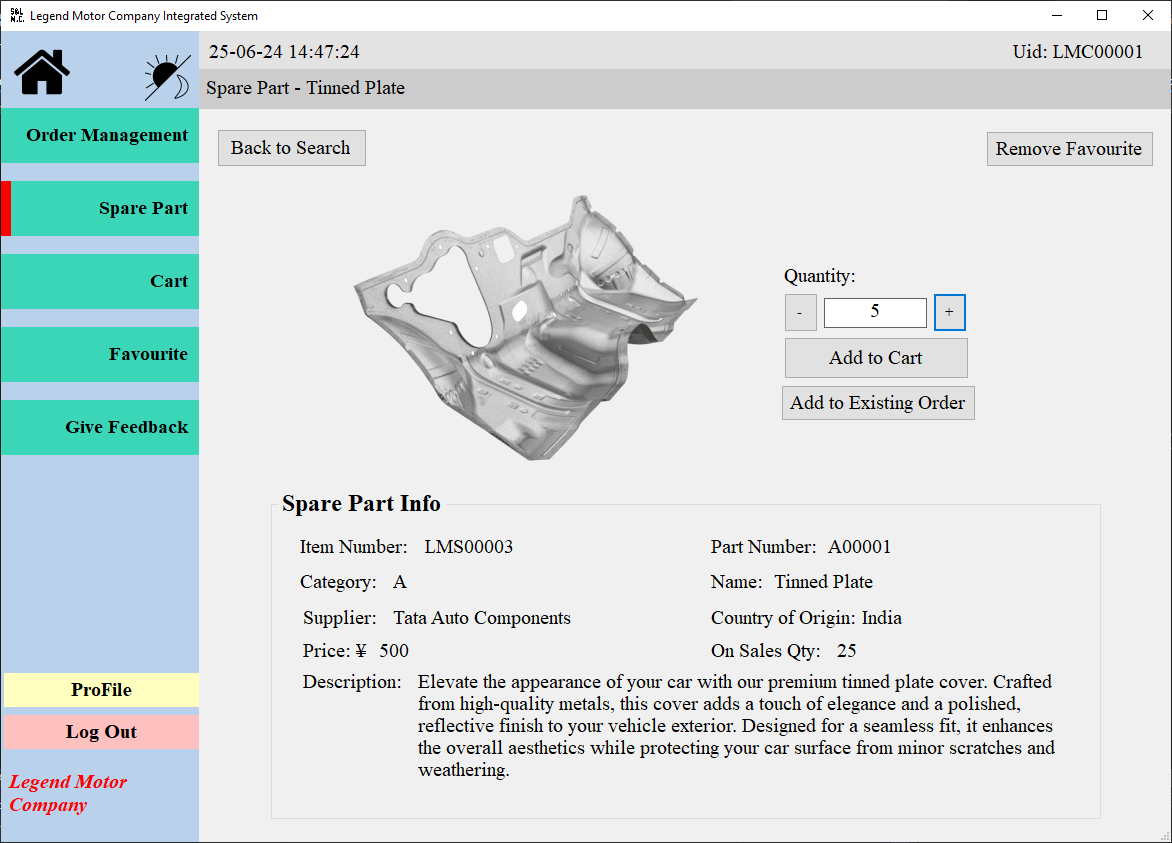 S&L
M.C.
Legend Motor Company Integrated System
25-06-24 14:47:24
Uid: LMC00001
Spare Part - Tinned Plate
Order Management
Spare Part
Cart
Favourite
Give Feedback
ProFile
Log Out
Legend Motor
Company
Back to Search
Remove Favourite
Quantity:
- 5 +
Add to Cart
Add to Existing Order
Spare Part Info
Item Number: LMS00003
Part Number: A00001
Category: A
Name: Tinned Plate
Supplier: Tata Auto Components
Country of Origin: India
Price: ¥ 500
On Sales Qty: 25
Description: Elevate the appearance of your car with our premium tinned plate cover. Crafted
from high-quality metals, this cover adds a touch of elegance and a polished,
reflective finish to your vehicle exterior. Designed for a seamless fit, it enhances
the overall aesthetics while protecting your car surface from minor scratches and
weathering.